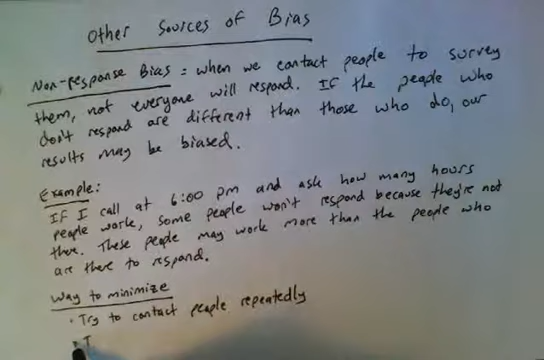 Other Sources of Bias
Non-response Bias = when we contact people to survey
them, not everyone will respond. If the people who
don't respond are different than those who do, our
results may be biased.
Example:
If I call at 6:00 pm and ask how many hours
people work, some people won't respond because they're not
there. These people may work more than the people who
are there to respond.
Way to minimize
· Try to contact people repeatedly
· T